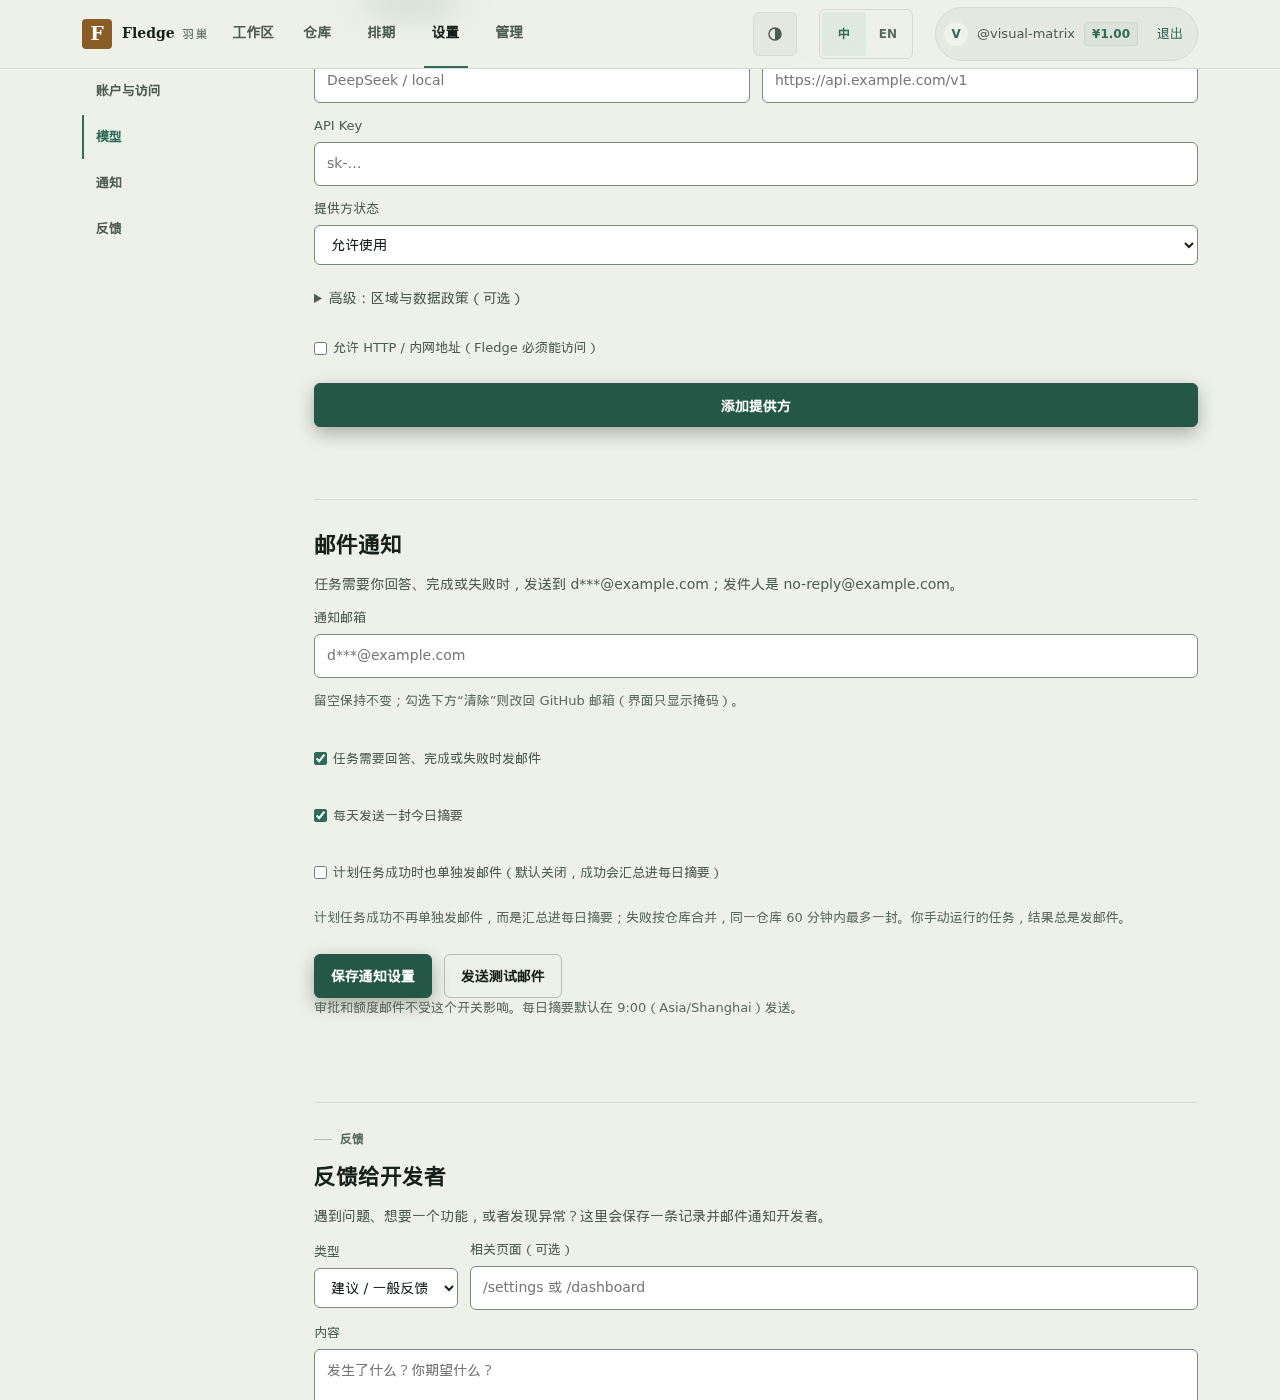 F Fledge 羽巢 工作区 仓库 排期 设置 管理 中 EN V @visual-matrix ¥1.00 退出
账户与访问
模型
通知
反馈
DeepSeek / local https://api.example.com/v1
API Key
sk-...
提供方状态
允许使用
高级：区域与数据政策（可选）
允许 HTTP / 内网地址（Fledge 必须能访问）
添加提供方
邮件通知
任务需要你回答、完成或失败时，发送到 d***@example.com；发件人是 no-reply@example.com。
通知邮箱
d***@example.com
留空保持不变；勾选下方“清除”则改回 GitHub 邮箱（界面只显示掩码）。
任务需要回答、完成或失败时发邮件
每天发送一封今日摘要
计划任务成功时也单独发邮件（默认关闭，成功会汇总进每日摘要）
计划任务成功不再单独发邮件，而是汇总进每日摘要；失败按仓库合并，同一仓库 60 分钟内最多一封。你手动运行的任务，结果总是发邮件。
保存通知设置 发送测试邮件
审批和额度邮件不受这个开关影响。每日摘要默认在 9:00（Asia/Shanghai）发送。
反馈
反馈给开发者
遇到问题、想要一个功能，或者发现异常？这里会保存一条记录并邮件通知开发者。
类型 相关页面（可选）
建议 / 一般反馈 /settings 或 /dashboard
内容
发生了什么？你期望什么？